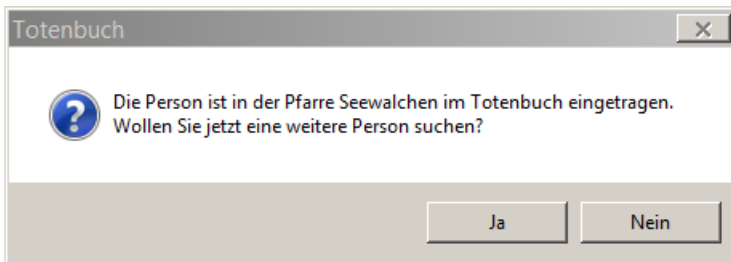 Totenbuch
Die Person ist in der Pfarre Seewalchen im Totenbuch eingetragen.
Wollen Sie jetzt eine weitere Person suchen?
Ja
Nein